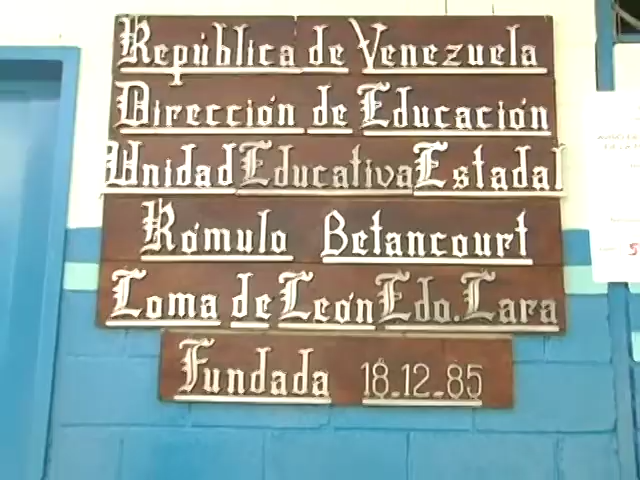 República de Venezuela
Dirección de Educación
Unidad Educativa Estadal
Rómulo Betancourt
Loma de León Edo. Lara
Fundada 18.12.85